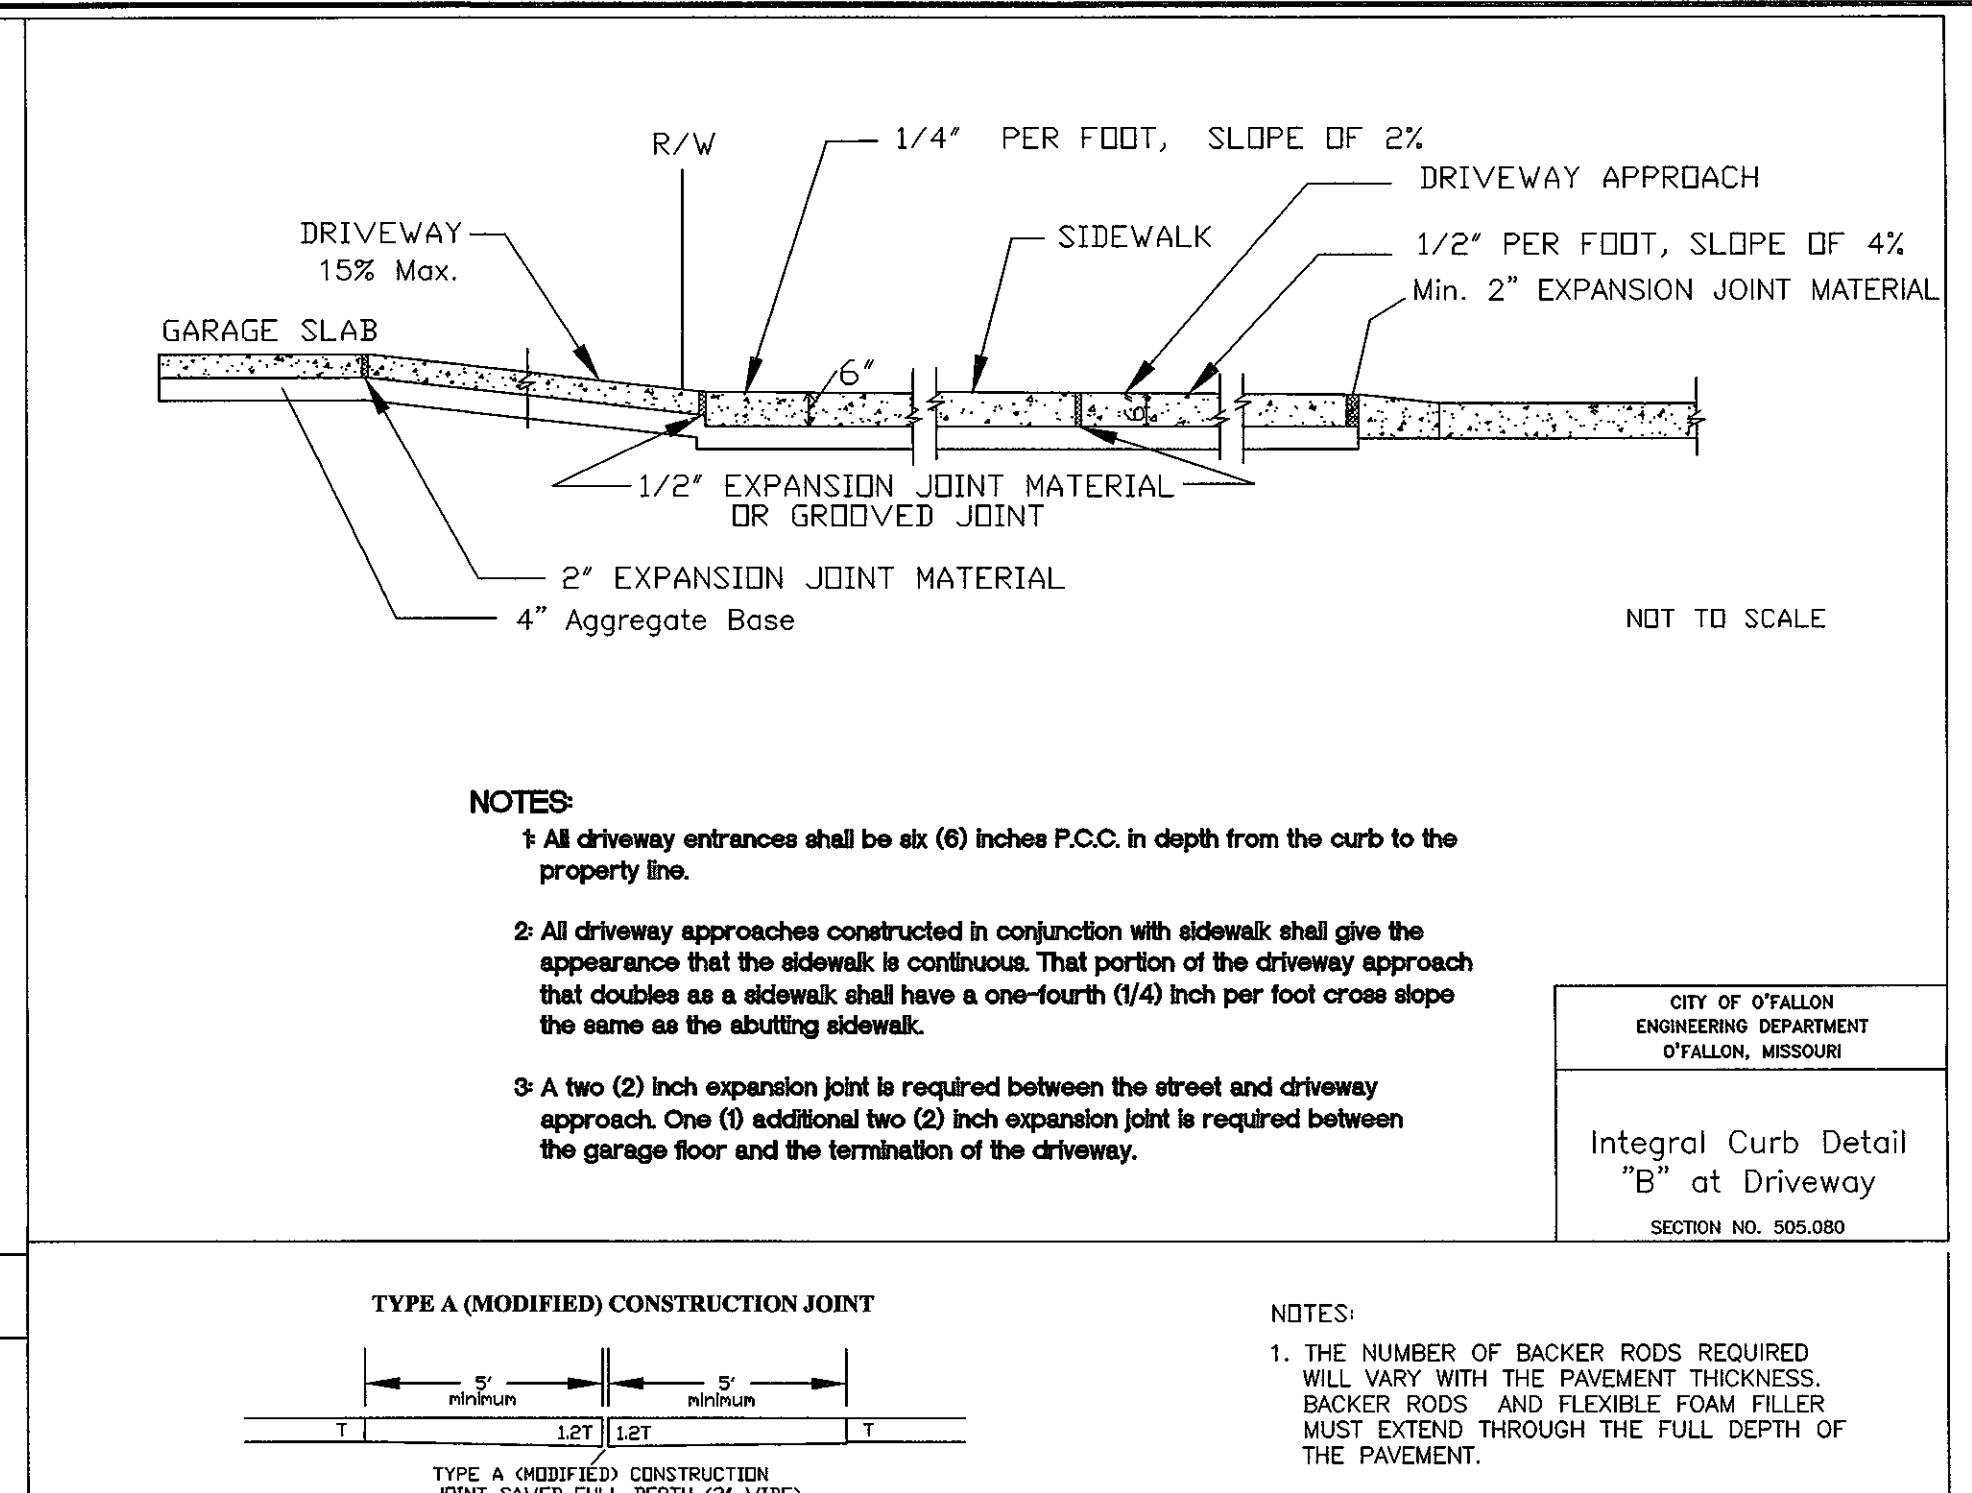 R/W
1/4" PER FOOT, SLOPE OF 2%
DRIVEWAY APPROACH
DRIVEWAY
15% Max.
SIDEWALK
1/2" PER FOOT, SLOPE OF 4%
Min. 2" EXPANSION JOINT MATERIAL
GARAGE SLAB
6"
6"
1/2" EXPANSION JOINT MATERIAL
OR GROOVED JOINT
2" EXPANSION JOINT MATERIAL
4" Aggregate Base
NOT TO SCALE
NOTES:
1: All driveway entrances shall be six (6) inches P.C.C. in depth from the curb to the
property line.
2: All driveway approaches constructed in conjunction with sidewalk shall give the
appearance that the sidewalk is continuous. That portion of the driveway approach
that doubles as a sidewalk shall have a one-fourth (1/4) inch per foot cross slope
the same as the abutting sidewalk.
3: A two (2) inch expansion joint is required between the street and driveway
approach. One (1) additional two (2) inch expansion joint is required between
the garage floor and the termination of the driveway.
CITY OF O'FALLON
ENGINEERING DEPARTMENT
O'FALLON, MISSOURI
Integral Curb Detail
"B" at Driveway
SECTION NO. 505.080
TYPE A (MODIFIED) CONSTRUCTION JOINT
5' minimum
5' minimum
T 1.2T 1.2T T
TYPE A (MODIFIED) CONSTRUCTION
NOTES:
1. THE NUMBER OF BACKER RODS REQUIRED
WILL VARY WITH THE PAVEMENT THICKNESS.
BACKER RODS AND FLEXIBLE FOAM FILLER
MUST EXTEND THROUGH THE FULL DEPTH OF
THE PAVEMENT.